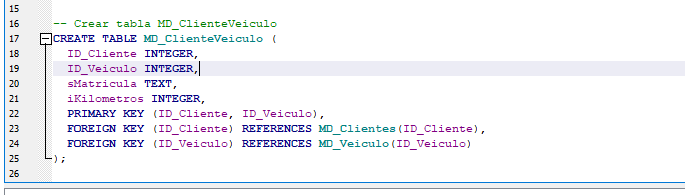 15
16 -- Crear tabla MD_ClienteVeiculo
17 CREATE TABLE MD_ClienteVeiculo (
18 ID_Cliente INTEGER,
19 ID_Veiculo INTEGER,
20 sMatricula TEXT,
21 iKilometros INTEGER,
22 PRIMARY KEY (ID_Cliente, ID_Veiculo),
23 FOREIGN KEY (ID_Cliente) REFERENCES MD_Clientes(ID_Cliente),
24 FOREIGN KEY (ID_Veiculo) REFERENCES MD_Veiculo(ID_Veiculo)
25 );
26